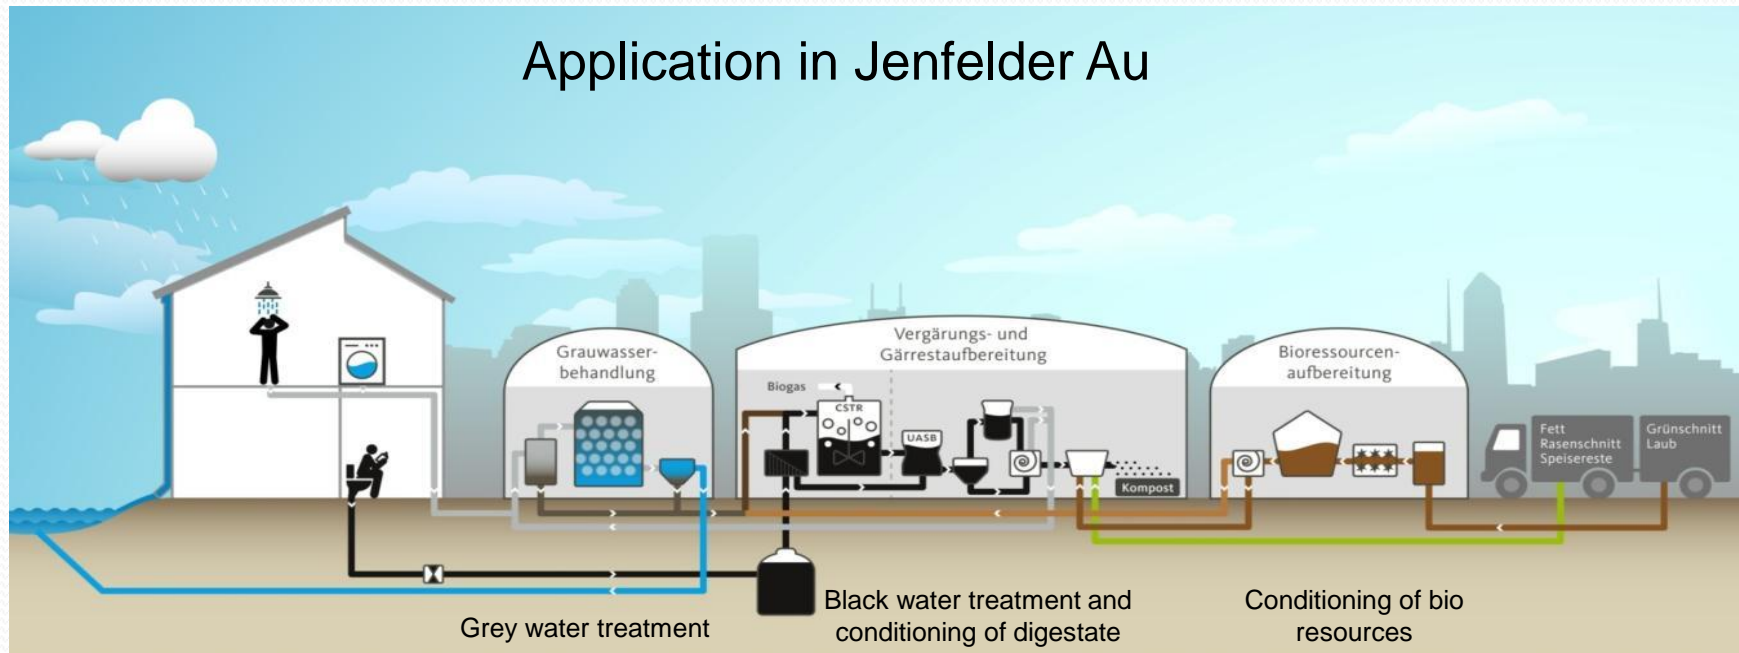 Application in Jenfelder Au
Grauwasser-
behandlung
Vergärungs- und
Gärrestaufbereitung
Biogas
CSTR
UASB
Kompost
Bioressourcen-
aufbereitung
Fett
Rasenschnitt
Speisereste
Grünschnitt
Laub
Grey water treatment
Black water treatment and
conditioning of digestate
Conditioning of bio
resources